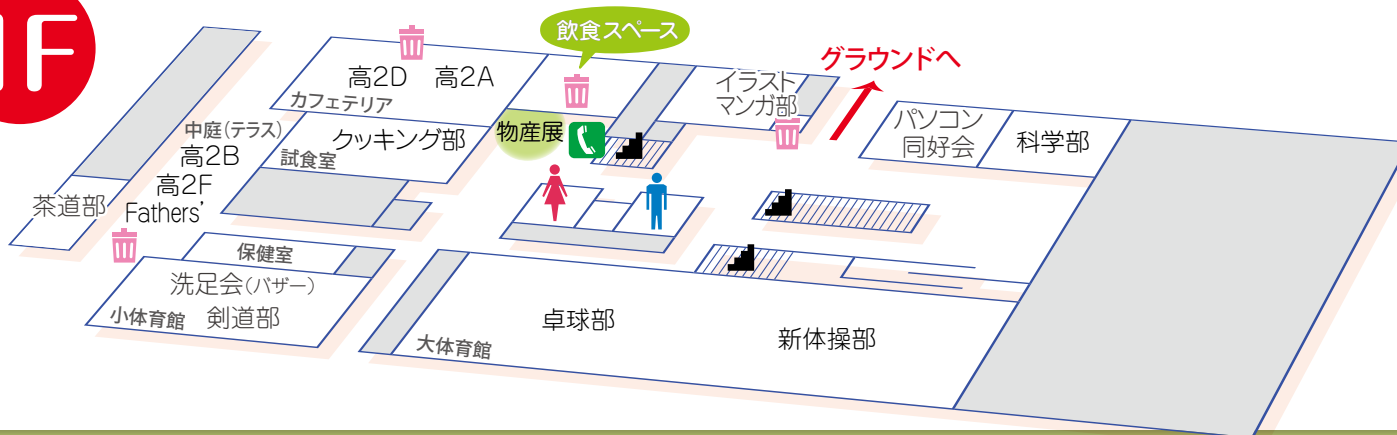 1F
飲食スペース
グラウンドへ
高2D 高2A
カフェテリア
イラスト
マンガ部
パソコン
同好会
科学部
物産展
クッキング部
試食室
中庭(テラス)
高2B
高2F
Fathers’
茶道部
保健室
洗足会(バザー)
小体育館 剣道部
卓球部
大体育館
新体操部